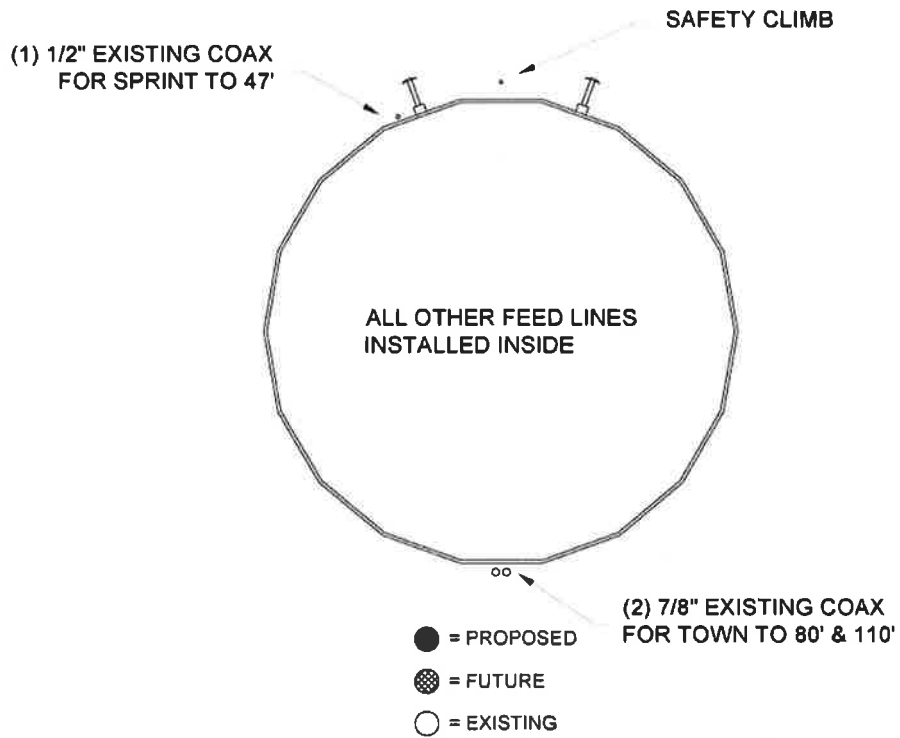 SAFETY CLIMB
(1) 1/2" EXISTING COAX
FOR SPRINT TO 47'
ALL OTHER FEED LINES
INSTALLED INSIDE
(2) 7/8" EXISTING COAX
FOR TOWN TO 80' & 110'
= PROPOSED
= FUTURE
= EXISTING